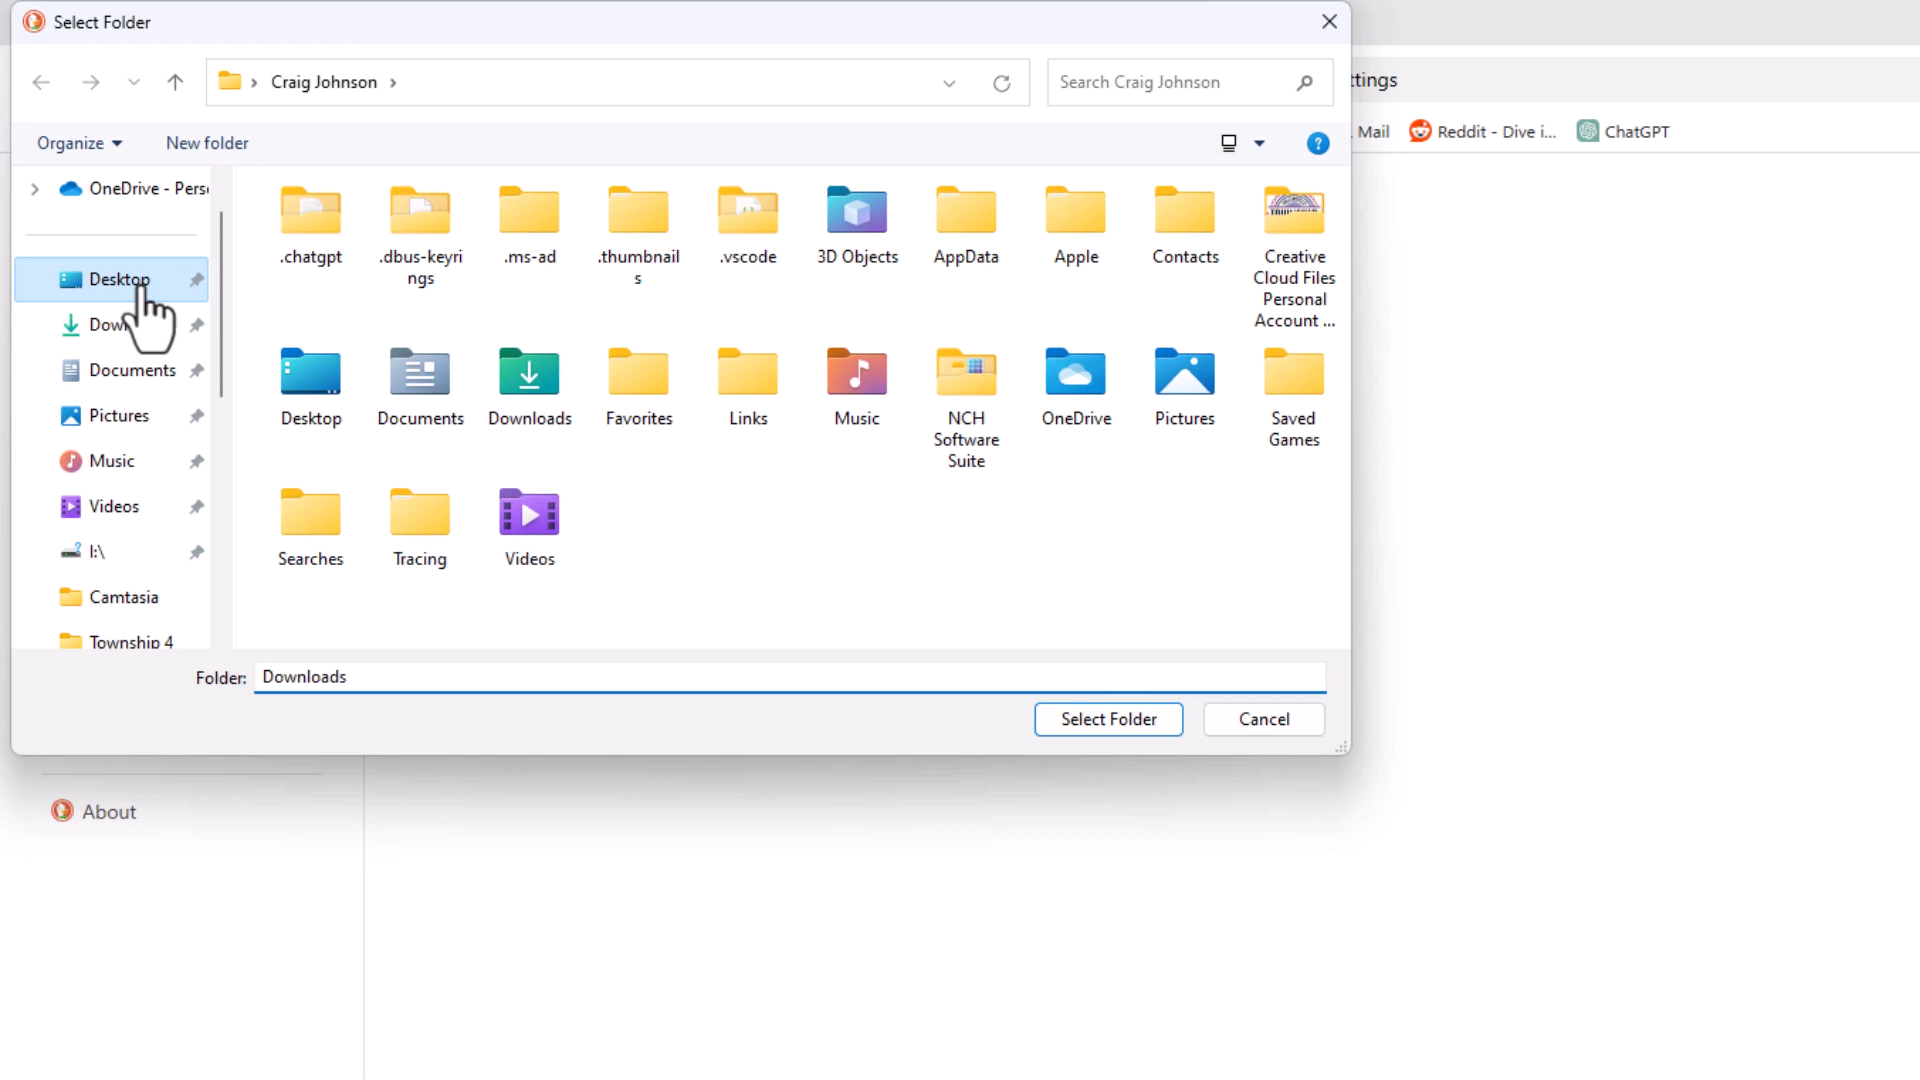 Select Folder
Craig Johnson
Search Craig Johnson
ttings
Organize
New folder
Mail
Reddit - Dive i...
ChatGPT
OneDrive - Pers
Desktop
Dow
Documents
Pictures
Music
Videos
I:\
Camtasia
Township 4
.chatgpt
.dbus-keyri
ngs
.ms-ad
.thumbnail
s
.vscode
3D Objects
AppData
Apple
Contacts
Creative
Cloud Files
Personal
Account ...
Desktop
Documents
Downloads
Favorites
Links
Music
NCH
Software
Suite
OneDrive
Pictures
Saved
Games
Searches
Tracing
Videos
Folder:
Downloads
Select Folder
Cancel
About